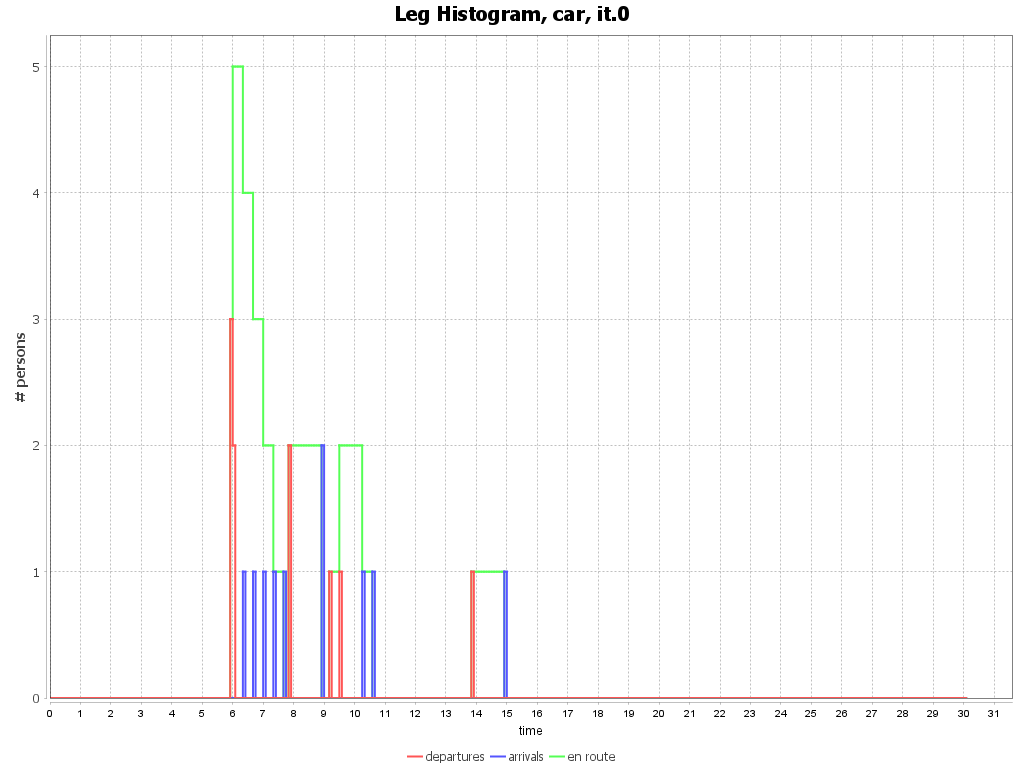 Leg Histogram, car, it.0
# persons
5
4
3
2
1
0
0 1 2 3 4 5 6 7 8 9 10 11 12 13 14 15 16 17 18 19 20 21 22 23 24 25 26 27 28 29 30 31
time
departures arrivals en route